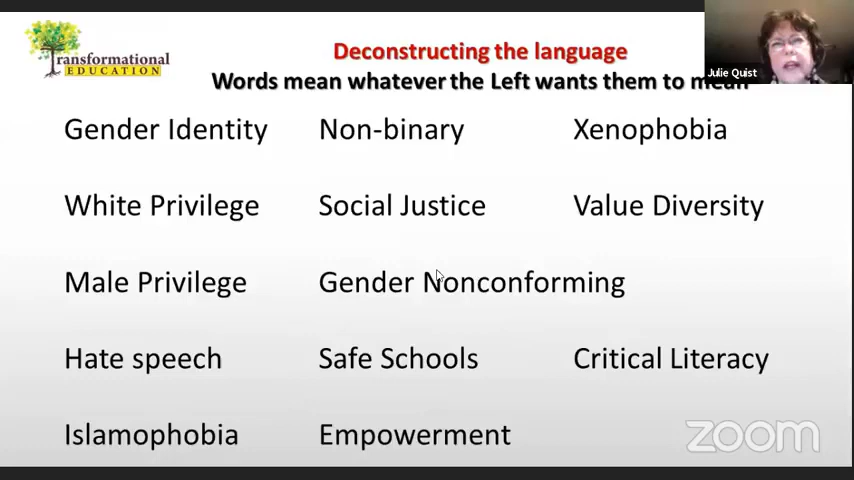 Transformational
EDUCATION
Deconstructing the language
Words mean whatever the Left wants them to mean
Julie Quist
Gender Identity Non-binary Xenophobia
White Privilege Social Justice Value Diversity
Male Privilege Gender Nonconforming
Hate speech Safe Schools Critical Literacy
Islamophobia Empowerment
zoom